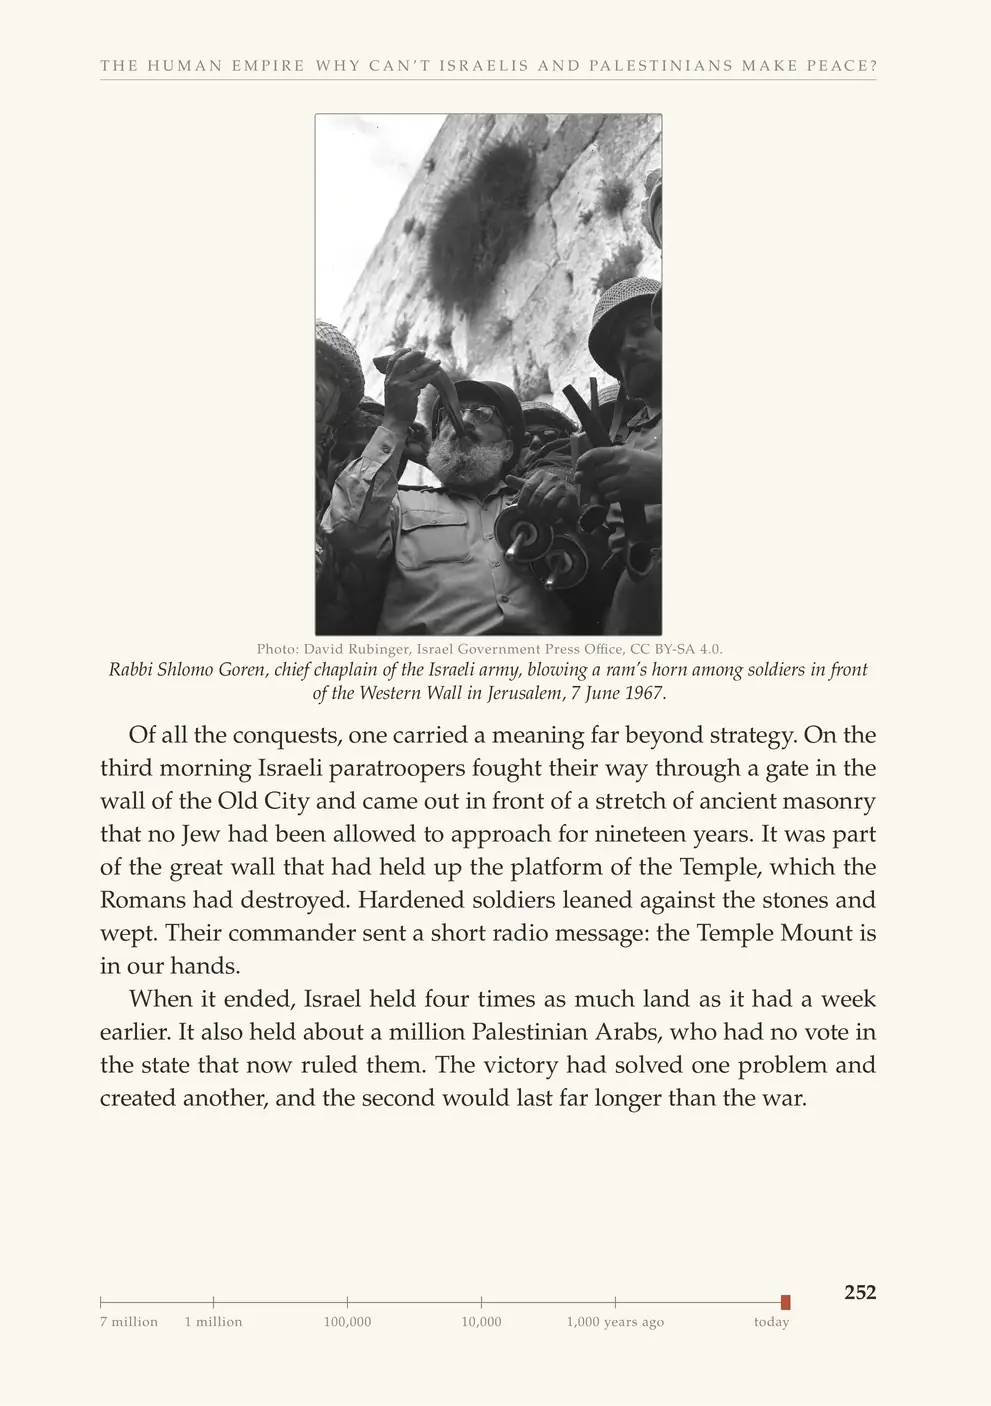 THE HUMAN EMPIRE WHY CAN'T ISRAELIS AND PALESTINIANS MAKE PEACE?
Photo: David Rubinger, Israel Government Press Office, CC BY-SA 4.0.
Rabbi Shlomo Goren, chief chaplain of the Israeli army, blowing a ram's horn among soldiers in front
of the Western Wall in Jerusalem, 7 June 1967.
Of all the conquests, one carried a meaning far beyond strategy. On the
third morning Israeli paratroopers fought their way through a gate in the
wall of the Old City and came out in front of a stretch of ancient masonry
that no Jew had been allowed to approach for nineteen years. It was part
of the great wall that had held up the platform of the Temple, which the
Romans had destroyed. Hardened soldiers leaned against the stones and
wept. Their commander sent a short radio message: the Temple Mount is
in our hands.
When it ended, Israel held four times as much land as it had a week
earlier. It also held about a million Palestinian Arabs, who had no vote in
the state that now ruled them. The victory had solved one problem and
created another, and the second would last far longer than the war.
252
7 million 1 million 100,000 10,000 1,000 years ago today